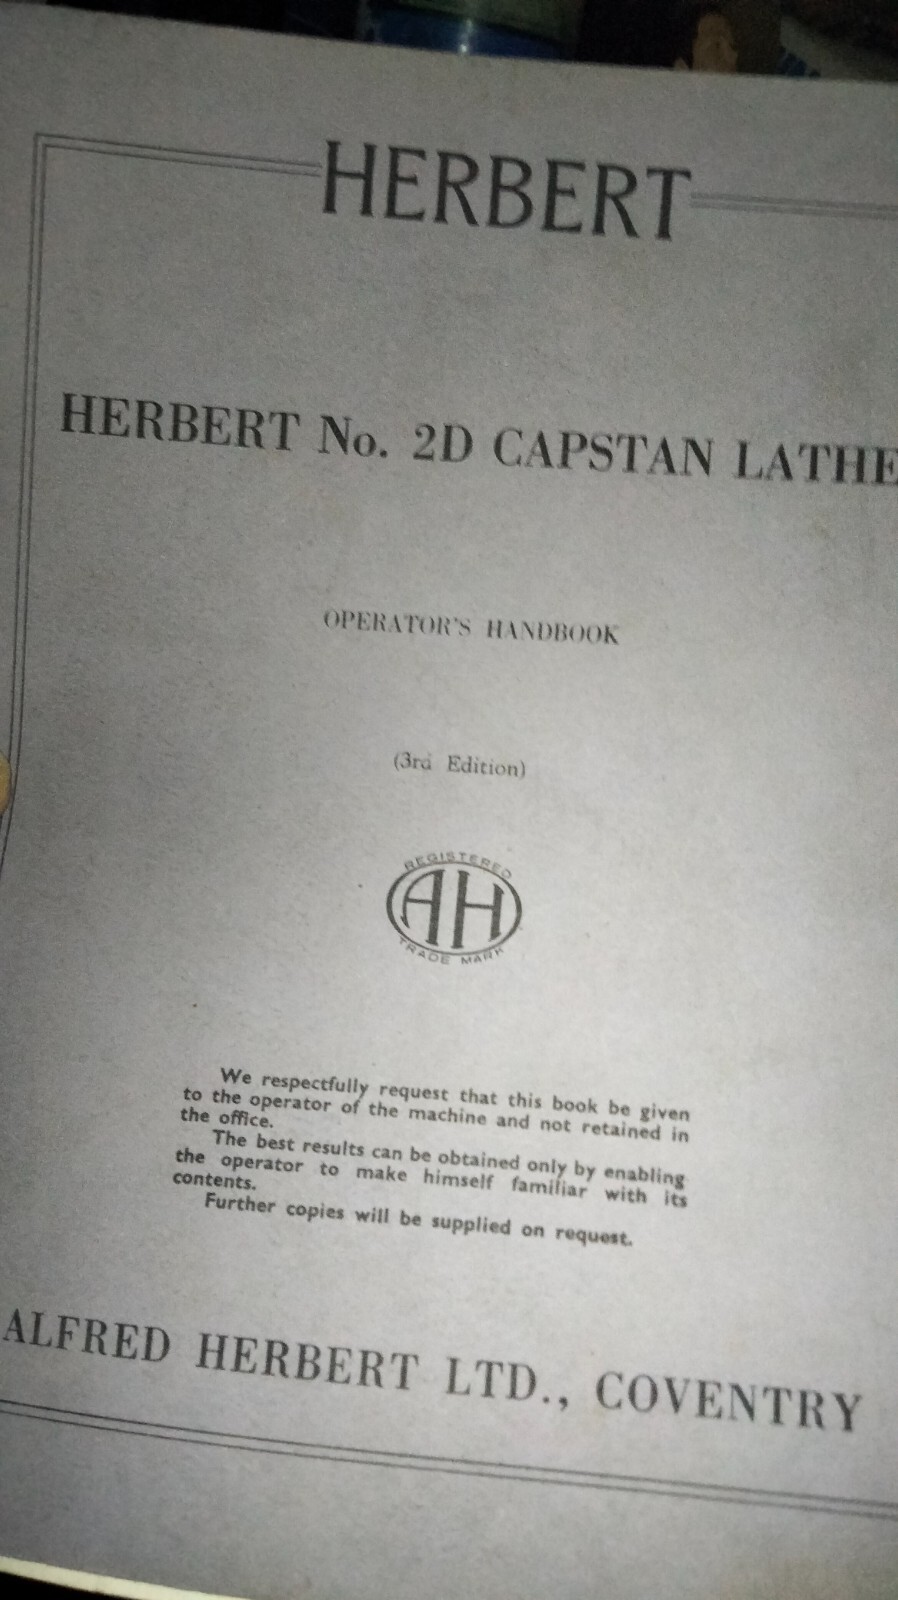 HERBERT
HERBERT No. 2D CAPSTAN LATHE
OPERATOR'S HANDBOOK
(3rd Edition)
REGISTERED
AH
TRADE MARK
We respectfully request that this book be given
to the operator of the machine and not retained in
the office.
The best results can be obtained only by enabling
the operator to make himself familiar with its
contents.
Further copies will be supplied on request.
ALFRED HERBERT LTD., COVENTRY